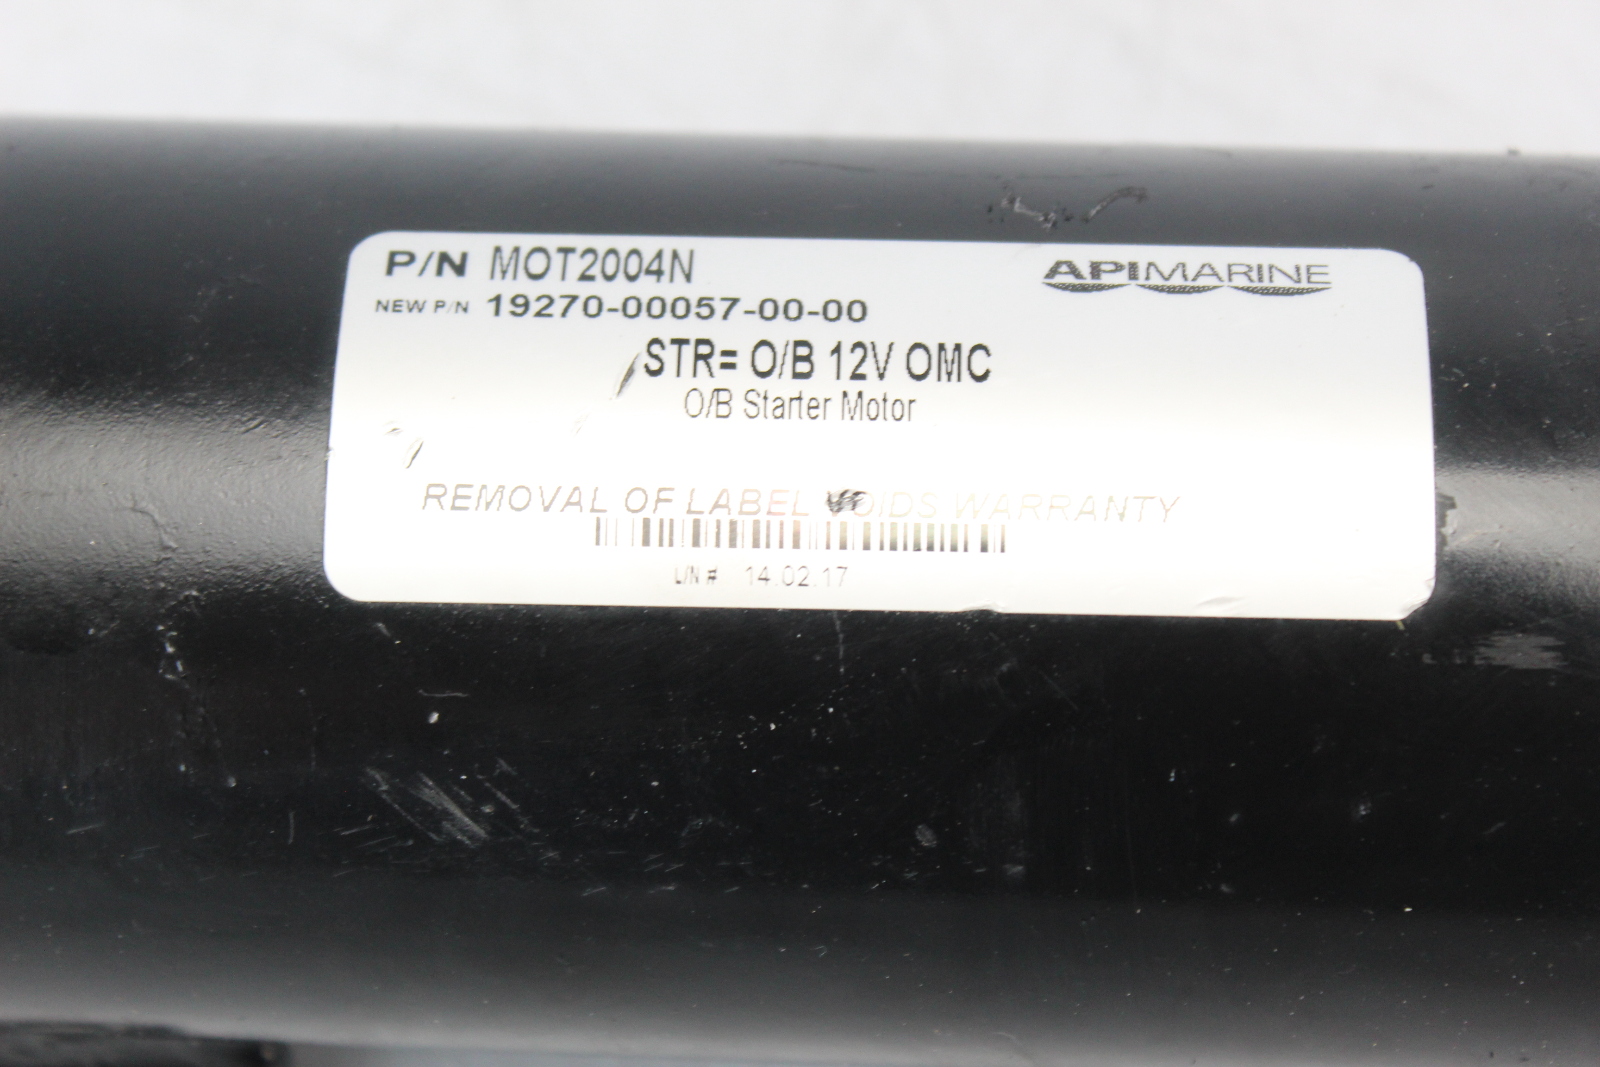 P/N MOT2004N
APIMARINE
NEW P/N 19270-00057-00-00
STR= O/B 12V OMC
O/B Starter Motor
REMOVAL OF LABEL VOIDS WARRANTY
L/N # 14.02.17